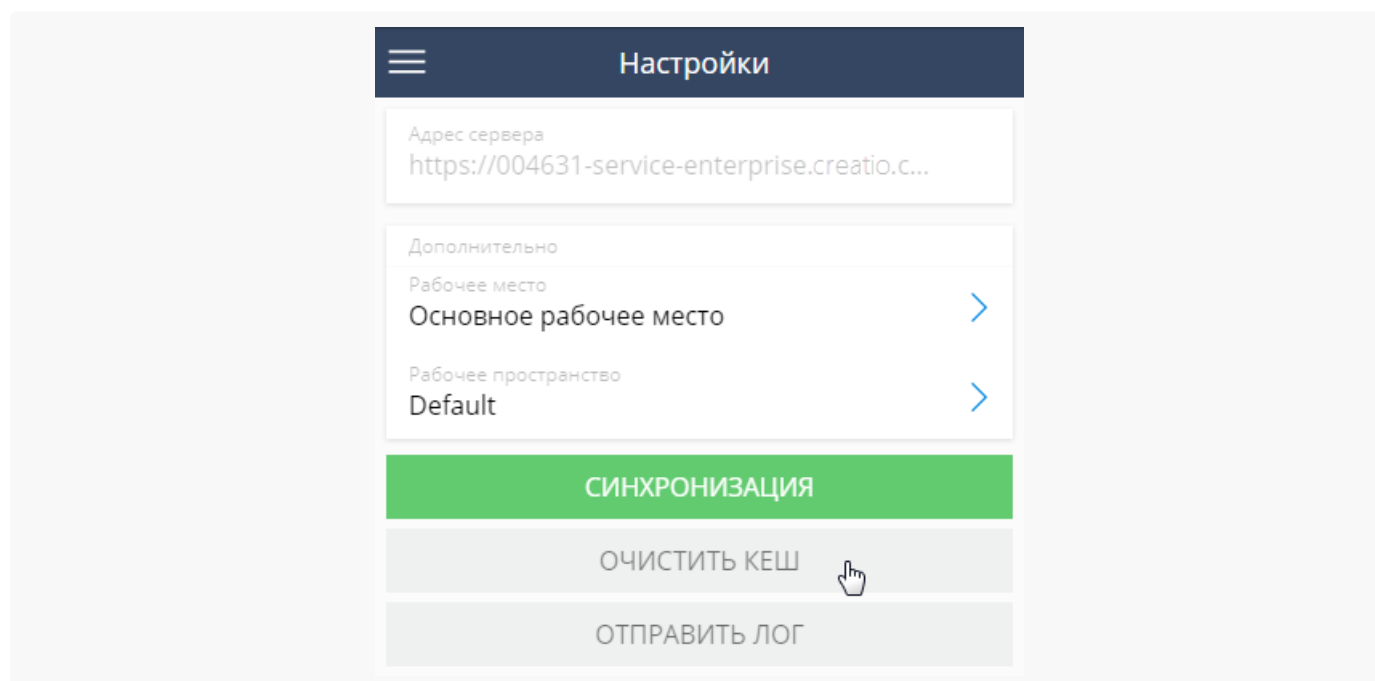 Настройки
Адрес сервера
https://004631-service-enterprise.creatio.c...
Дополнительно
Рабочее место
Основное рабочее место
Рабочее пространство
Default
СИНХРОНИЗАЦИЯ
ОЧИСТИТЬ КЕШ
ОТПРАВИТЬ ЛОГ